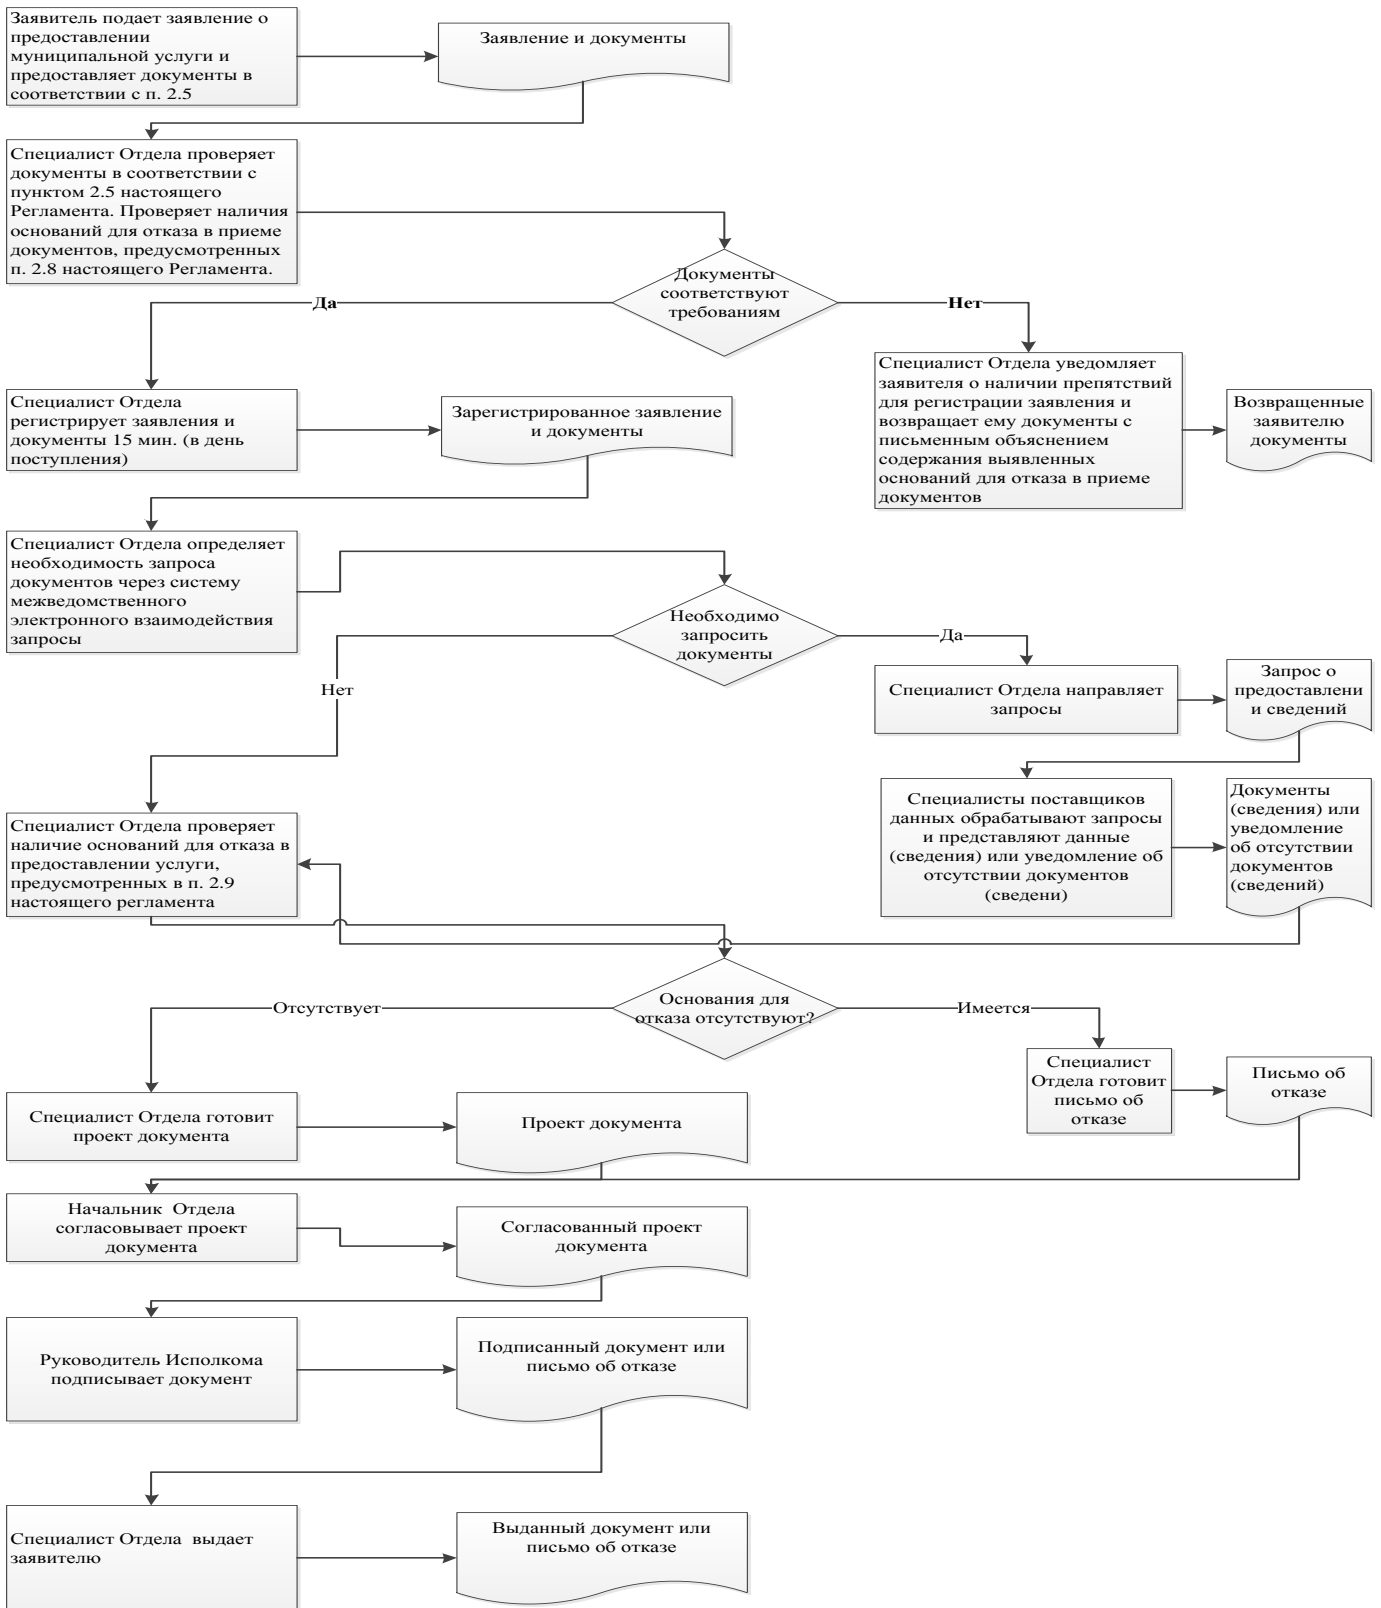 Заявитель подает заявление о
предоставлении
муниципальной услуги и
предоставляет документы в
соответствии с п. 2.5
Заявление и документы
Специалист Отдела проверяет
документы в соответствии с
пунктом 2.5 настоящего
Регламента. Проверяет наличия
оснований для отказа в приеме
документов, предусмотренных
п. 2.8 настоящего Регламента.
Документы
соответствуют
требованиям
Да
Нет
Специалист Отдела
регистрирует заявления и
документы 15 мин. (в день
поступления)
Зарегистрированное заявление
и документы
Специалист Отдела уведомляет
заявителя о наличии препятствий
для регистрации заявления и
возвращает ему документы с
письменным объяснением
содержания выявленных
оснований для отказа в приеме
документов
Возвращенные
заявителю
документы
Специалист Отдела определяет
необходимость запроса
документов через систему
межведомственного
электронного взаимодействия
запросы
Необходимо
запросить
документы
Да
Нет
Специалист Отдела направляет
запросы
Запрос о
предоставлени
и сведений
Специалисты поставщиков
данных обрабатывают запросы
и представляют данные
(сведения) или уведомление об
отсутствии документов
(сведени)
Документы
(сведения) или
уведомление
об отсутствии
документов
(сведений)
Специалист Отдела проверяет
наличие оснований для отказа в
предоставлении услуги,
предусмотренных в п. 2.9
настоящего регламента
Основания для
отказа отсутствуют?
Отсутствует
Имеется
Специалист
Отдела готовит
письмо об
отказе
Письмо об
отказе
Специалист Отдела готовит
проект документа
Проект документа
Начальник  Отдела
согласовывает проект
документа
Согласованный проект
документа
Руководитель Исполкома
подписывает документ
Подписанный документ или
письмо об отказе
Специалист Отдела  выдает
заявителю
Выданный документ или
письмо об отказе